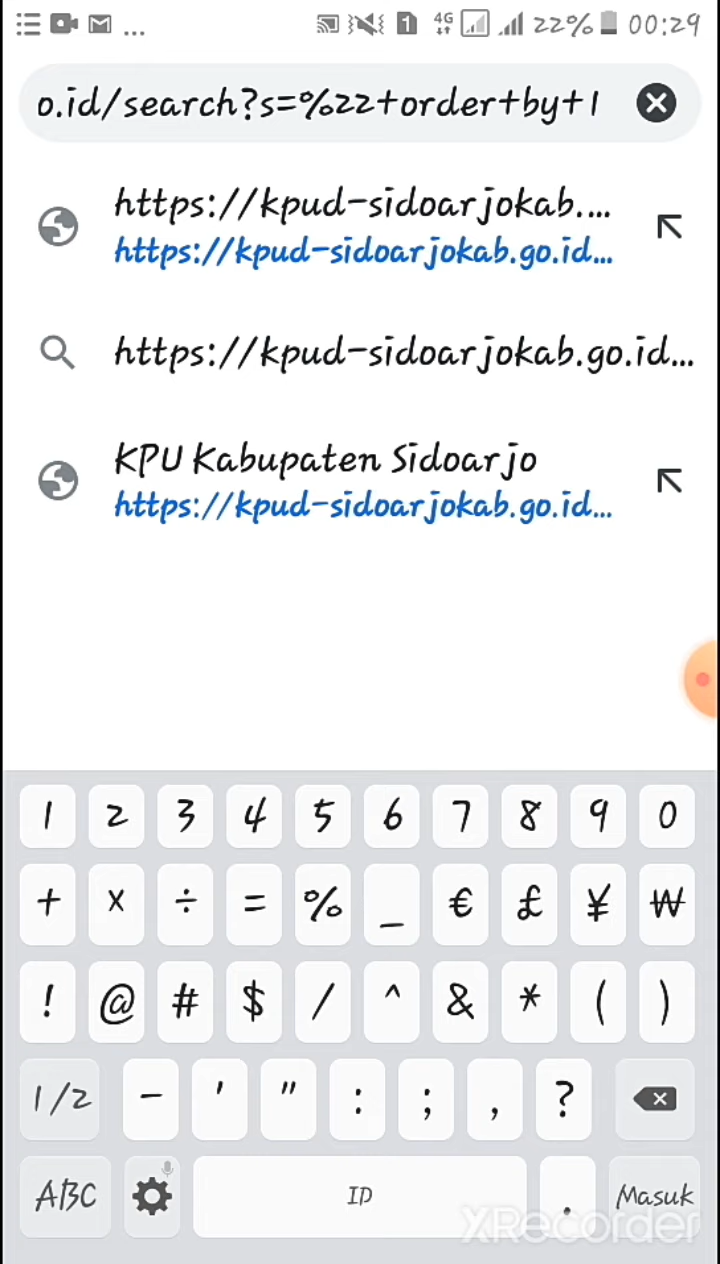 ... 1 4G 22% 00:29
o.id/search?s=%22+order+by+1
https://kpud-sidoarjokab....
https://kpud-sidoarjokab.go.id...
https://kpud-sidoarjokab.go.id...
KPU Kabupaten Sidoarjo
https://kpud-sidoarjokab.go.id...
1 2 3 4 5 6 7 8 9 0
+ × ÷ = % _ € £ ¥ ₩
! @ # $ / ^ & * ( )
1/2 - ' " : ; , ?
ABC ID . Masuk
XRecorder